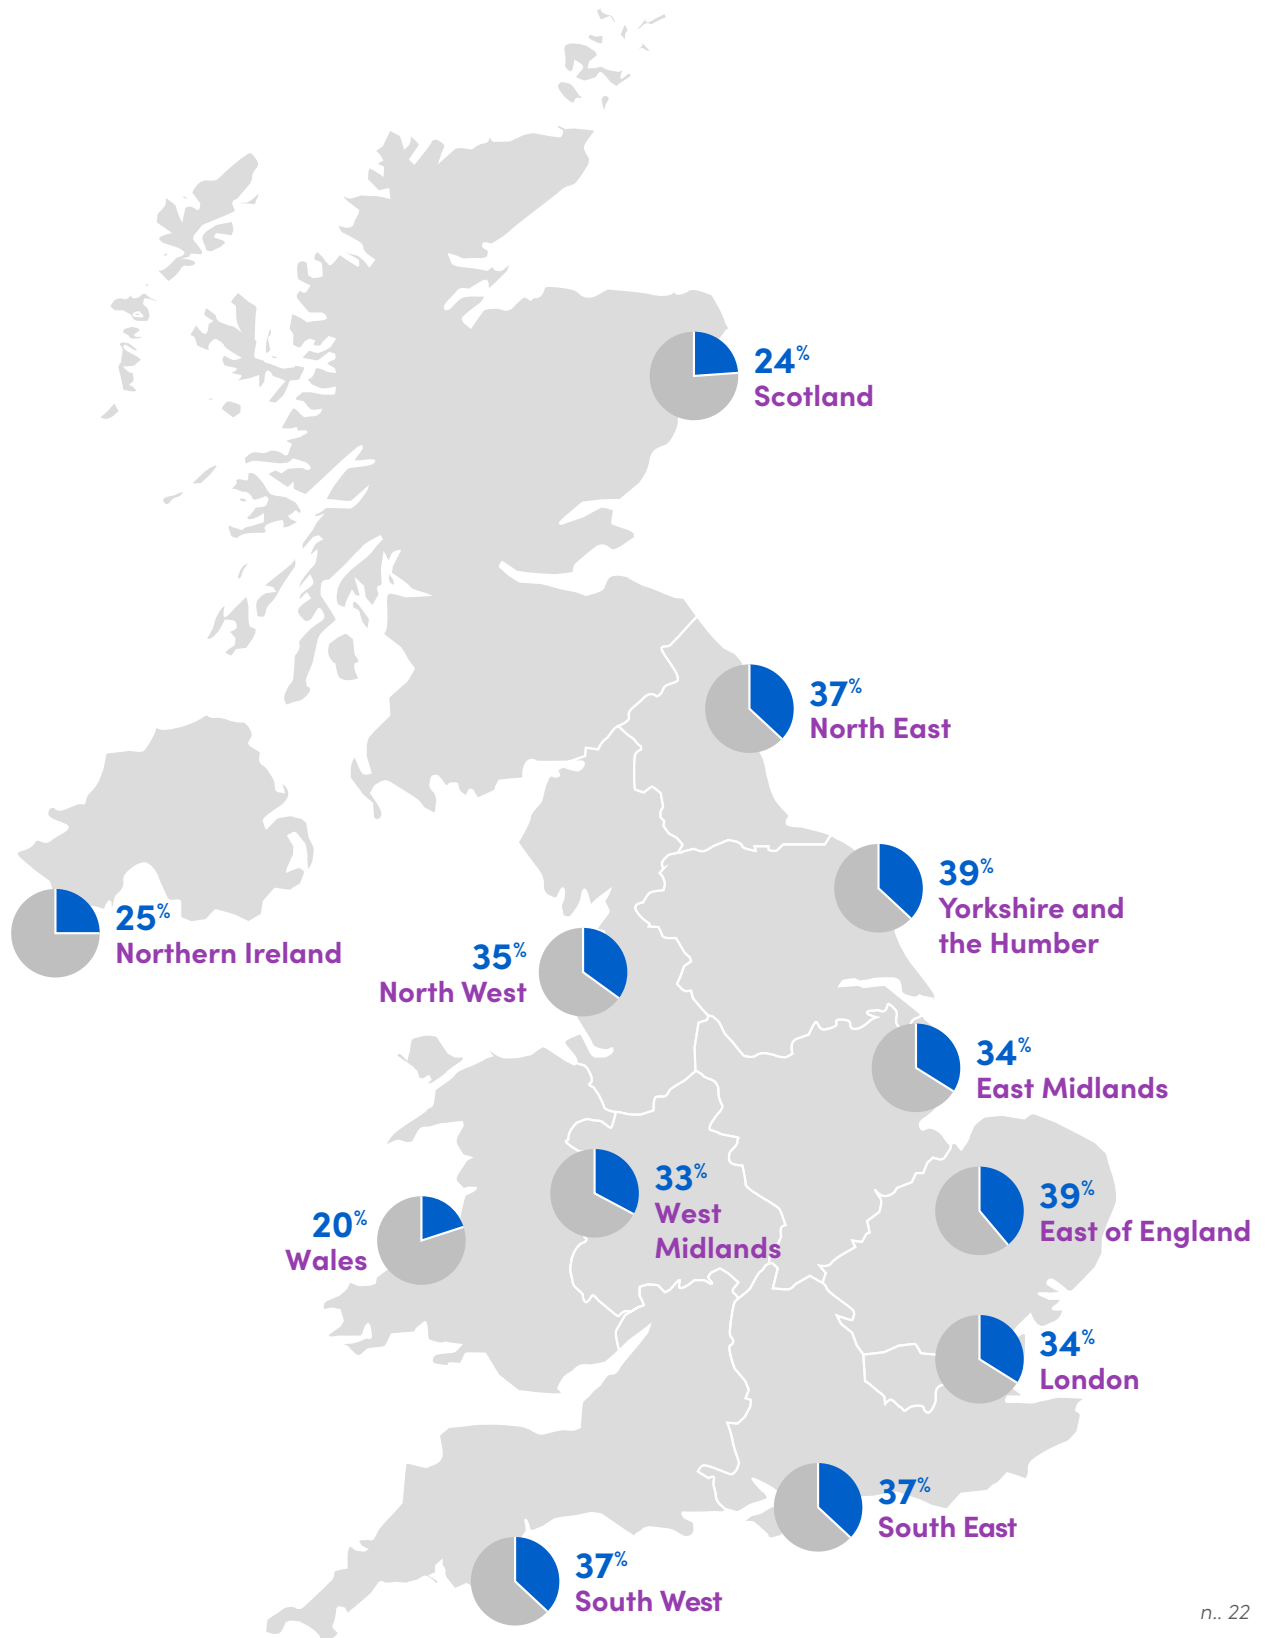 24%
Scotland
37%
North East
39%
Yorkshire and
the Humber
25%
Northern Ireland
35%
North West
34%
East Midlands
33%
West
Midlands
39%
East of England
20%
Wales
34%
London
37%
South East
37%
South West
n.. 22